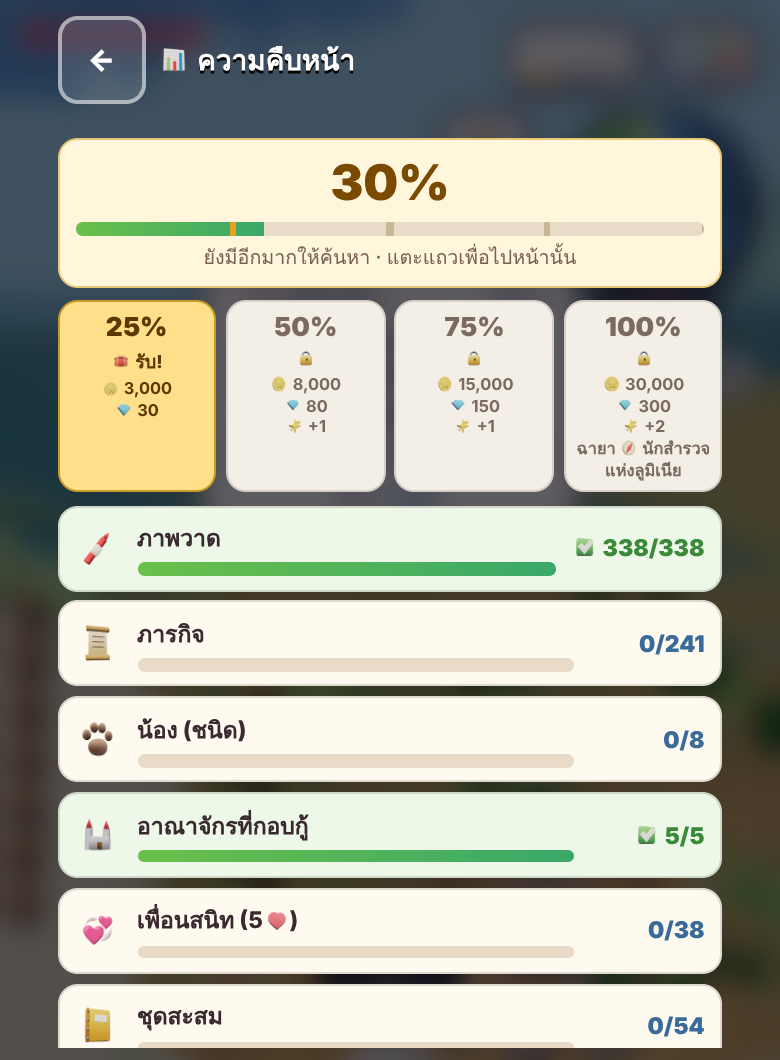 ความคืบหน้า
30%
ยังมีอีกมากให้ค้นหา · แตะแถวเพื่อไปหน้านั้น
25%
รับ!
3,000
30
50%
8,000
80
+1
75%
15,000
150
+1
100%
30,000
300
+2
ฉายา นักสำรวจ
แห่งลูมิเนีย
ภาพวาด
338/338
ภารกิจ
0/241
น้อง (ชนิด)
0/8
อาณาจักรที่กอบกู้
5/5
เพื่อนสนิท (5❤)
0/38
ชุดสะสม
0/54